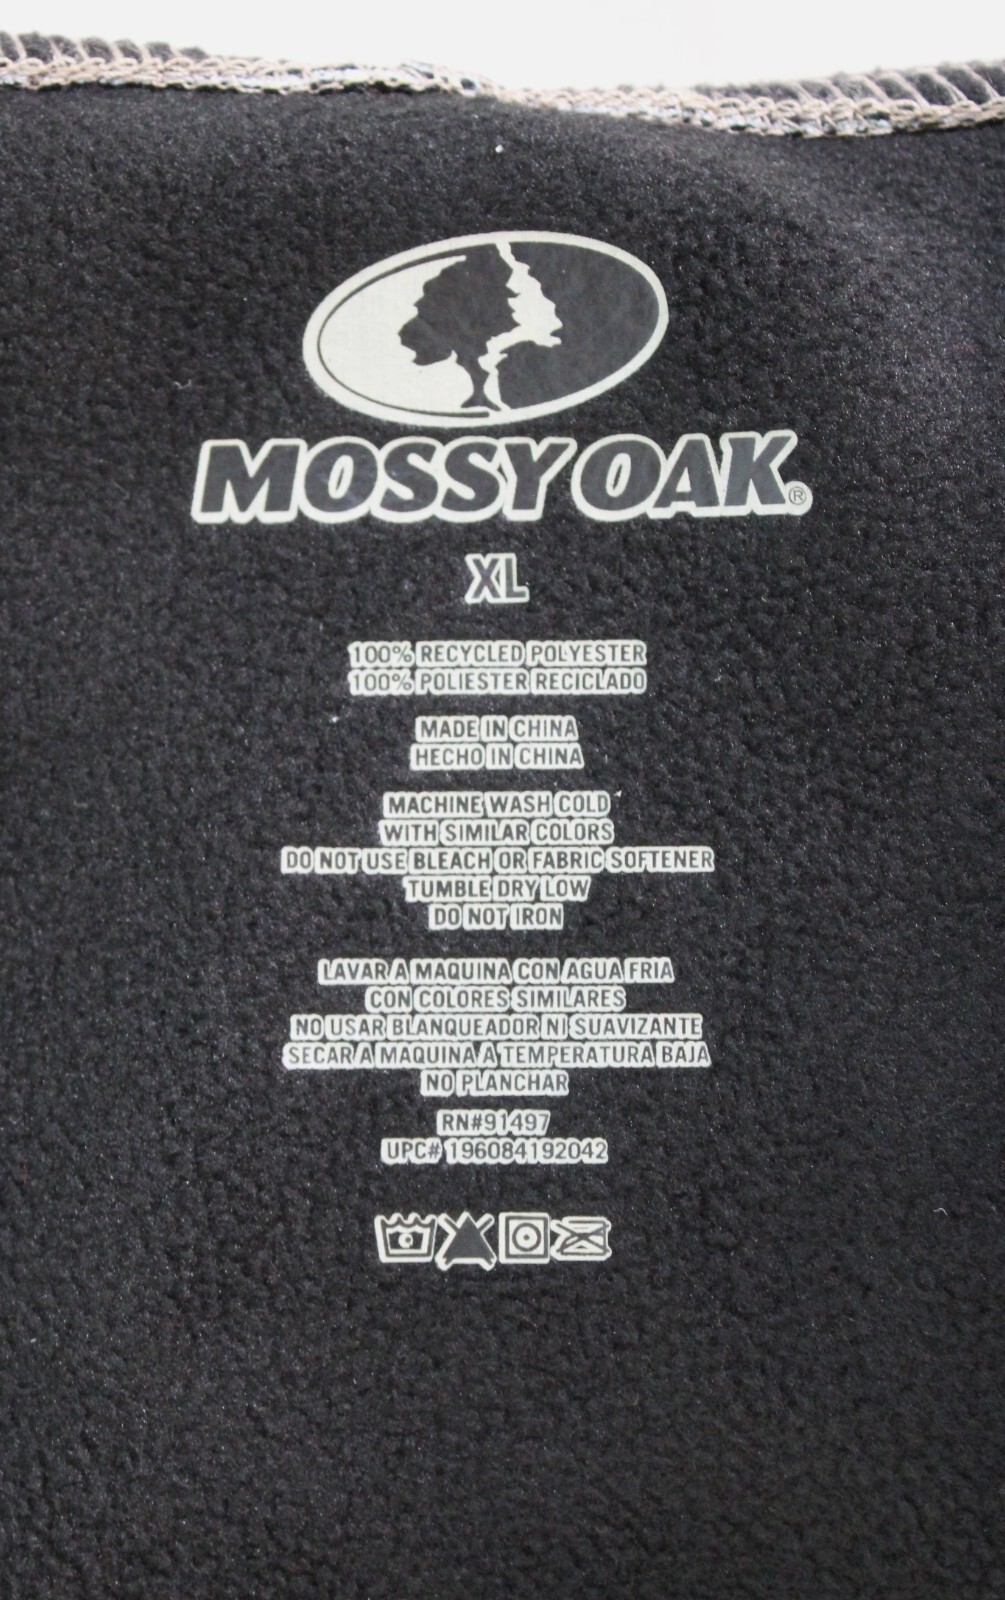 MOSSY OAK®
XL
100% RECYCLED POLYESTER
100% POLIESTER RECICLADO
MADE IN CHINA
HECHO IN CHINA
MACHINE WASH COLD
WITH SIMILAR COLORS
DO NOT USE BLEACH OR FABRIC SOFTENER
TUMBLE DRY LOW
DO NOT IRON
LAVAR A MAQUINA CON AGUA FRIA
CON COLORES SIMILARES
NO USAR BLANQUEADOR NI SUAVIZANTE
SECAR A MAQUINA A TEMPERATURA BAJA
NO PLANCHAR
RN#91497
UPC# 196084192042